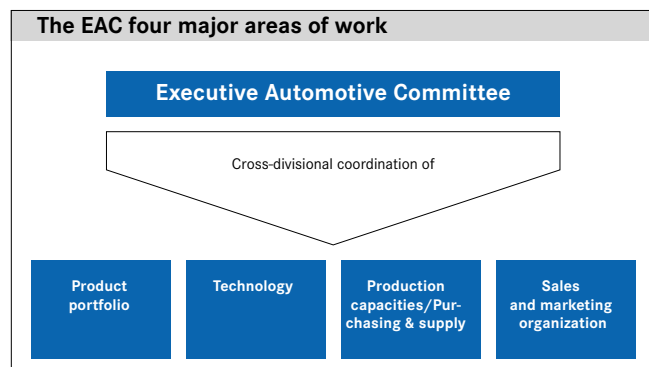 The EAC four major areas of work
Executive Automotive Committee
Cross-divisional coordination of
Product
portfolio
Technology
Production
capacities/Pur-
chasing & supply
Sales
and marketing
organization